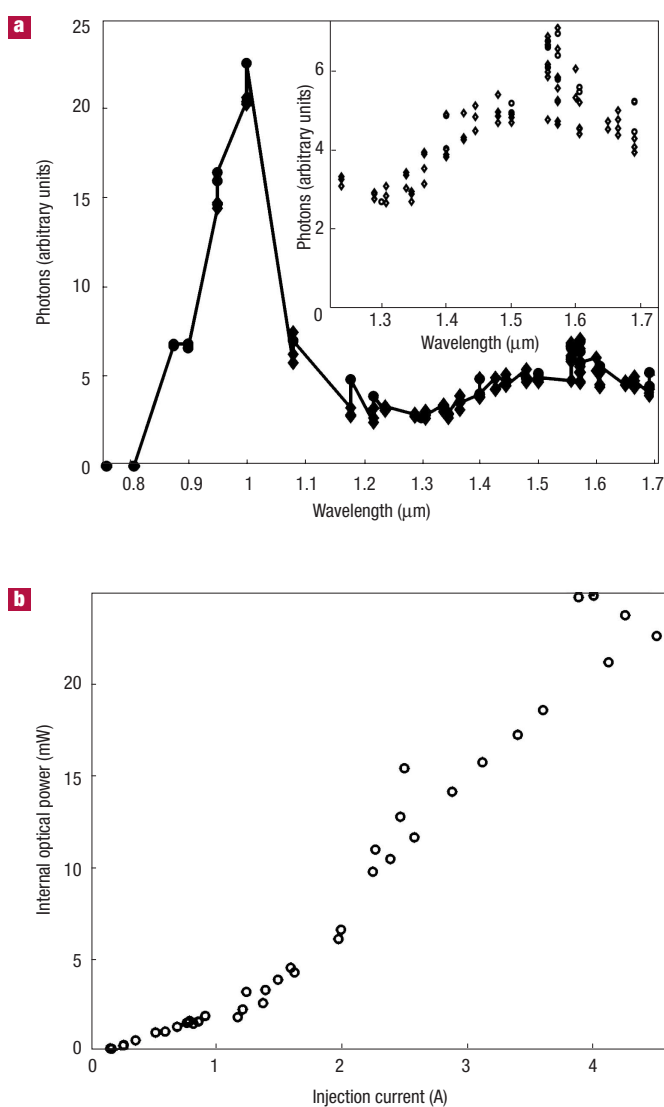 a
25
20
15
10
5
0
Photons (arbitrary units)
0.8 0.9 1 1.1 1.2 1.3 1.4 1.5 1.6 1.7
Wavelength (μm)
6
4
2
0
Photons (arbitrary units)
1.3 1.4 1.5 1.6 1.7
Wavelength (μm)
b
20
15
10
5
0
Internal optical power (mW)
0 1 2 3 4
Injection current (A)